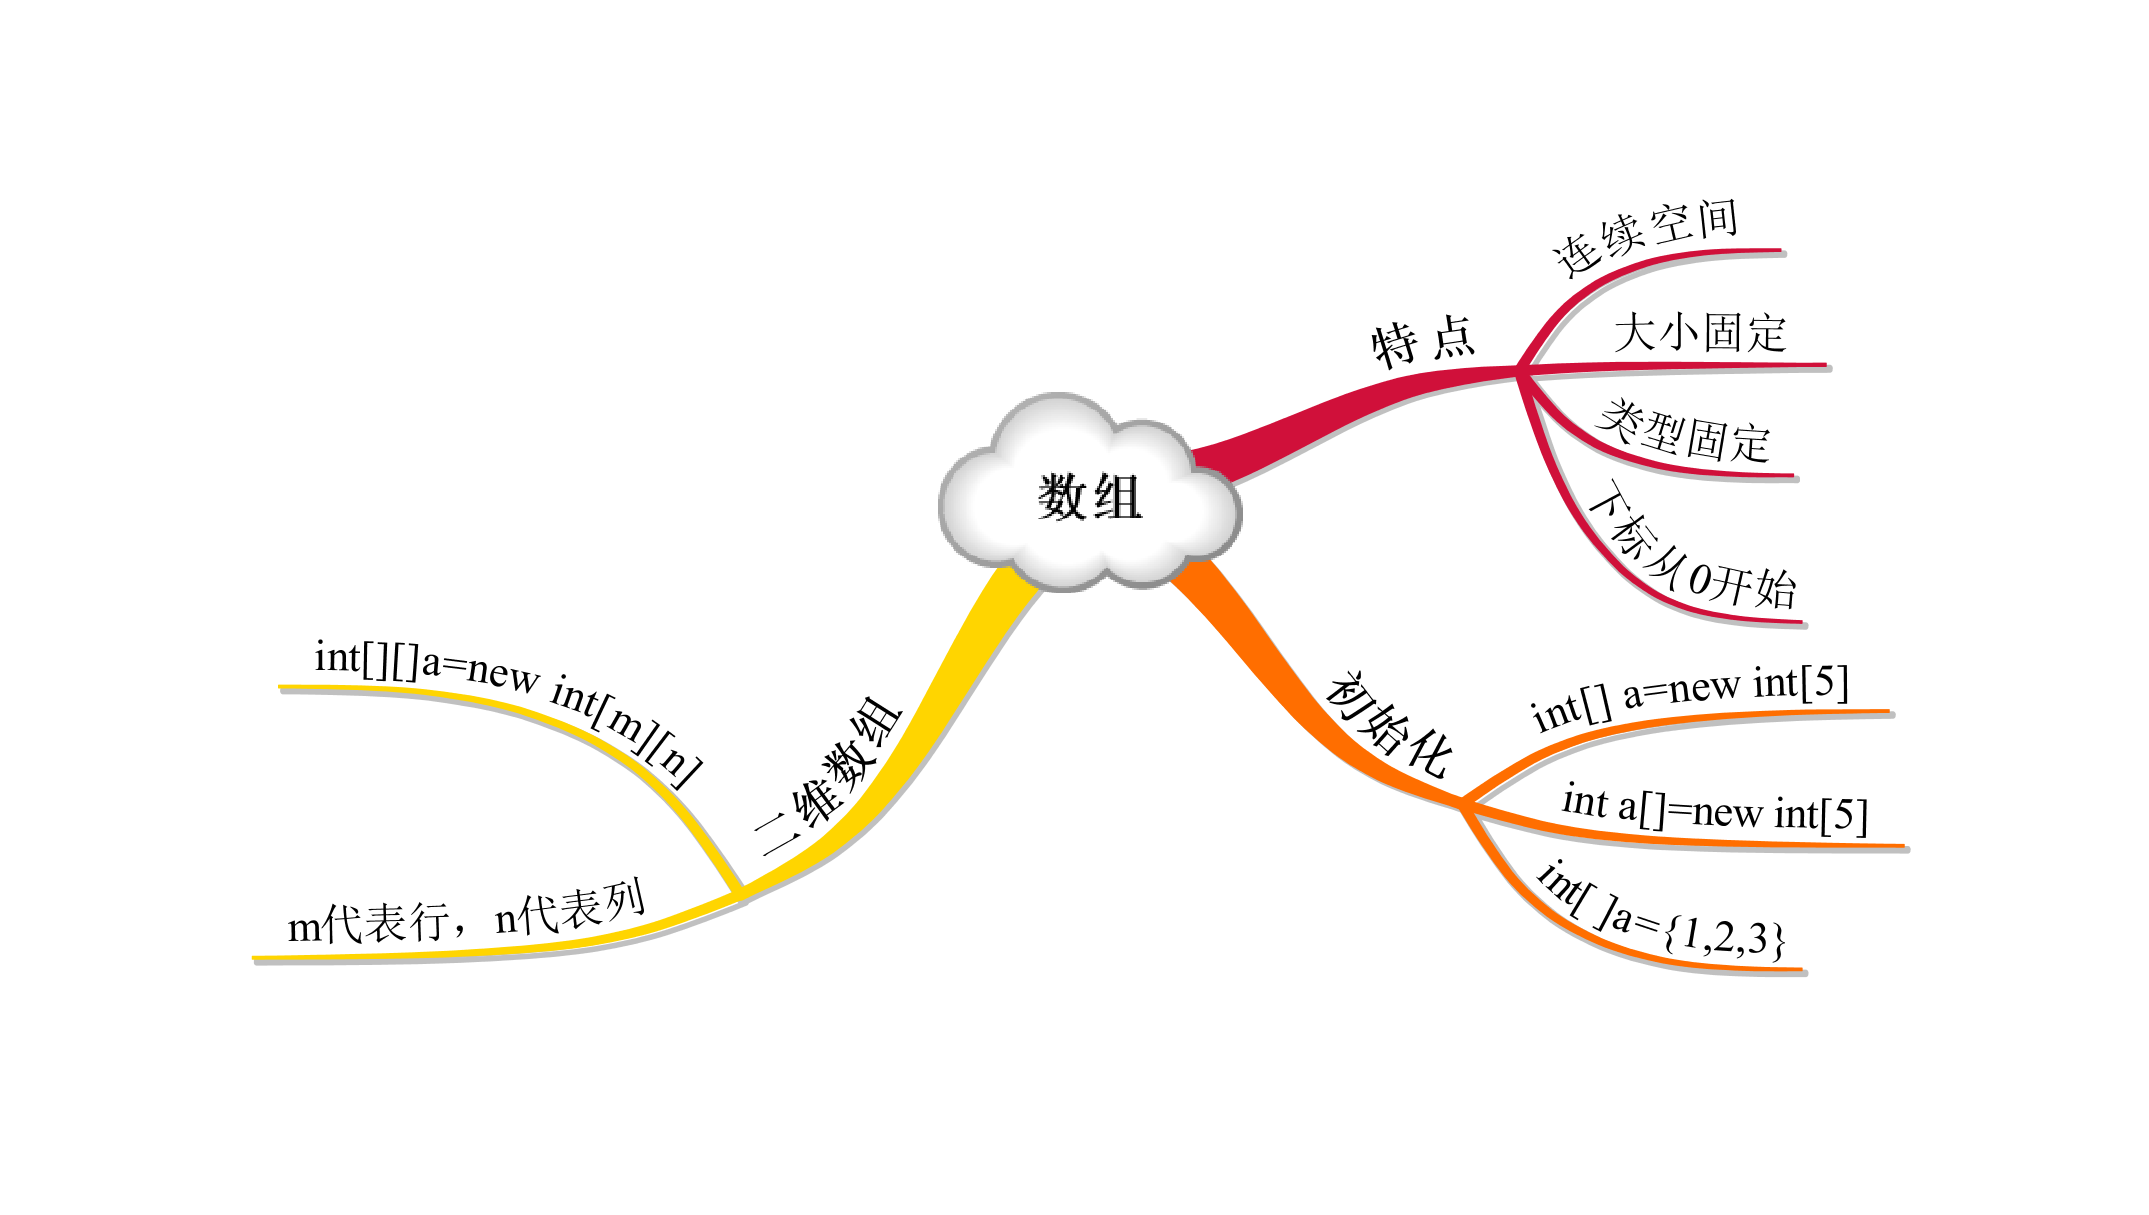 数组
特点
连续空间
大小固定
类型固定
下标从0开始
初始化
int[] a=new int[5]
int a[]=new int[5]
int[ ]a={1,2,3}
二维数组
int[][]a=new int[m][n]
m代表行，n代表列